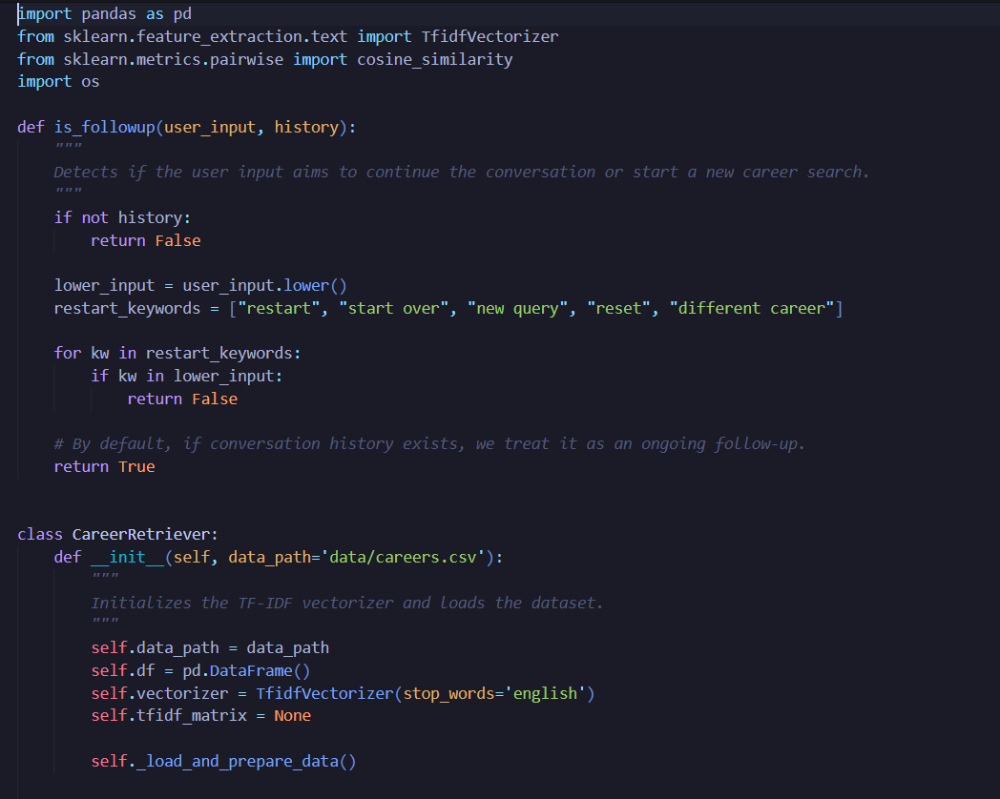 import pandas as pd
from sklearn.feature_extraction.text import TfidfVectorizer
from sklearn.metrics.pairwise import cosine_similarity
import os

def is_followup(user_input, history):
    """
    Detects if the user input aims to continue the conversation or start a new career search.
    """
    if not history:
        return False

    lower_input = user_input.lower()
    restart_keywords = ["restart", "start over", "new query", "reset", "different career"]

    for kw in restart_keywords:
        if kw in lower_input:
            return False

    # By default, if conversation history exists, we treat it as an ongoing follow-up.
    return True


class CareerRetriever:
    def __init__(self, data_path='data/careers.csv'):
        """
        Initializes the TF-IDF vectorizer and loads the dataset.
        """
        self.data_path = data_path
        self.df = pd.DataFrame()
        self.vectorizer = TfidfVectorizer(stop_words='english')
        self.tfidf_matrix = None

        self._load_and_prepare_data()